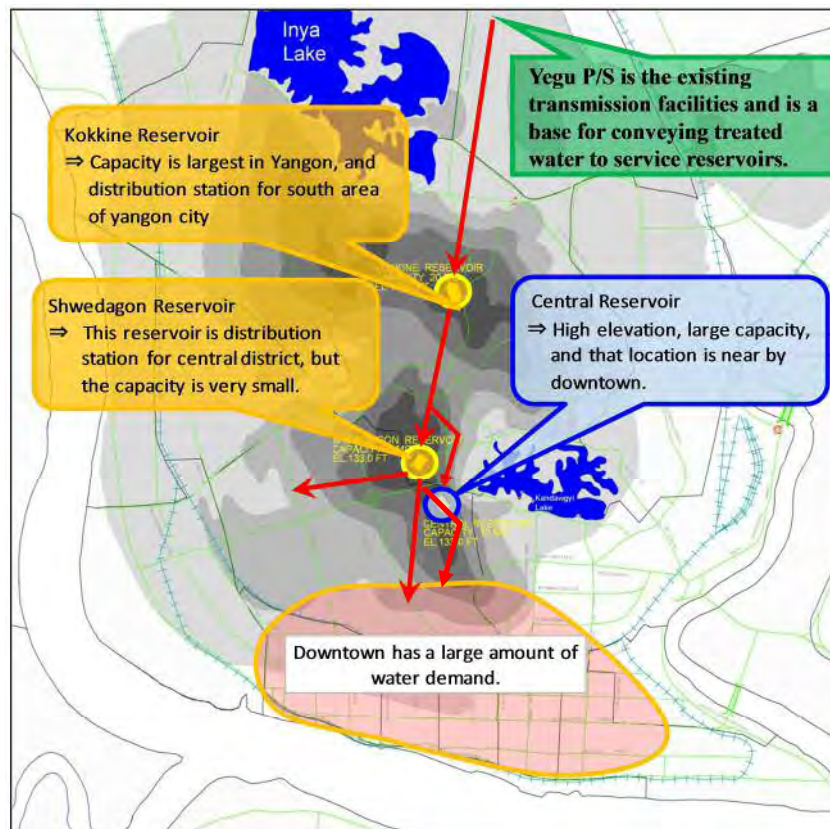 Inya
Lake
Yegu P/S is the existing
transmission facilities and is a
base for conveying treated
water to service reservoirs.
Kokkine Reservoir
⇒ Capacity is largest in Yangon, and
distribution station for south area
of yangon city
Shwedagon Reservoir
⇒ This reservoir is distribution
station for central district, but
the capacity is very small.
Central Reservoir
⇒ High elevation, large capacity,
and that location is near by
downtown.
RESERVOIR
EL 133.0 FT
Kandawgyi
Lake
CAPACITY
Downtown has a large amount of
water demand.